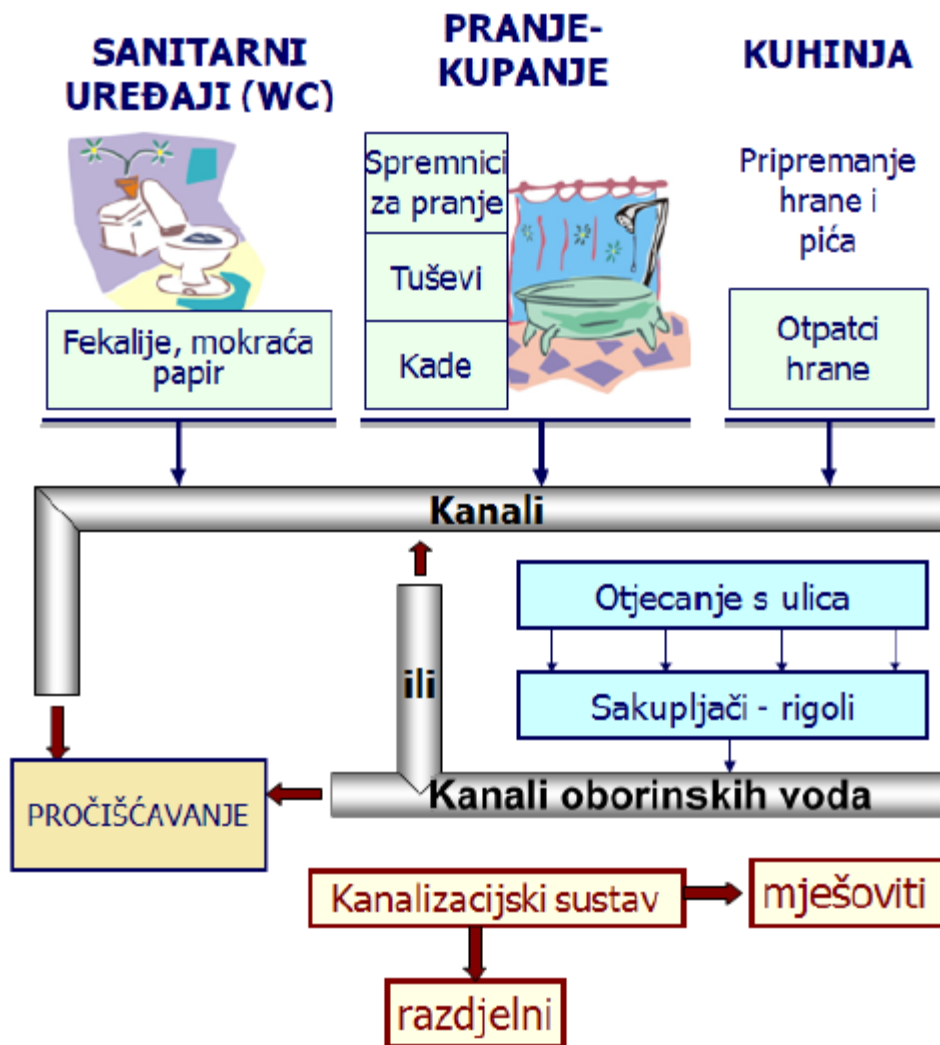 SANITARNI
UREĐAJI (WC)
PRANJE-
KUPANJE
KUHINJA
Spremnici
za pranje
Tuševi
Kade
Pripremanje
hrane i
pića
Fekalije, mokraća
papir
Otpatci
hrane
Kanali
Otjecanje s ulica
ili
Sakupljači - rigoli
Kanali oborinskih voda
PROČIŠĆAVANJE
Kanalizacijski sustav
mješoviti
razdjelni